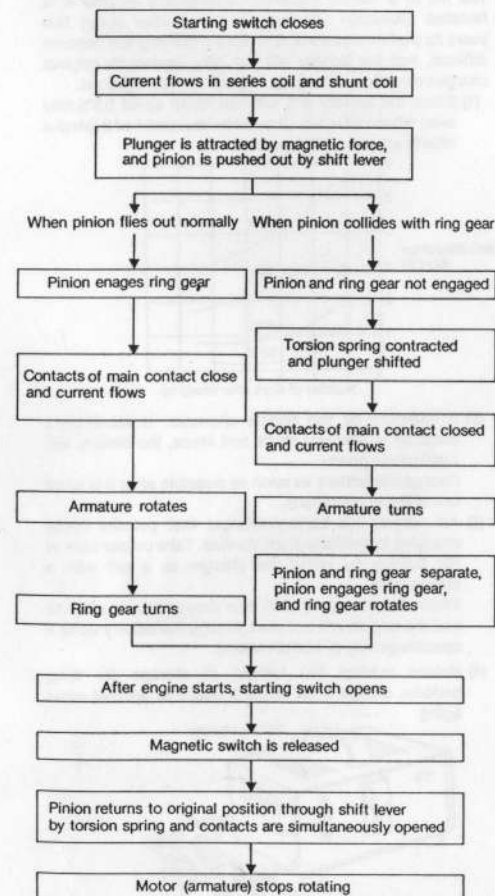 Starting switch closes
Current flows in series coil and shunt coil
Plunger is attracted by magnetic force,
and pinion is pushed out by shift lever
When pinion flies out normally
Pinion enages ring gear
Contacts of main contact close
and current flows
Armature rotates
Ring gear turns
When pinion collides with ring gear
Pinion and ring gear not engaged
Torsion spring contracted
and plunger shifted
Contacts of main contact closed
and current flows
Armature turns
Pinion and ring gear separate,
pinion engages ring gear,
and ring gear rotates
After engine starts, starting switch opens
Magnetic switch is released
Pinion returns to original position through shift lever
by torsion spring and contacts are simultaneously opened
Motor (armature) stops rotating